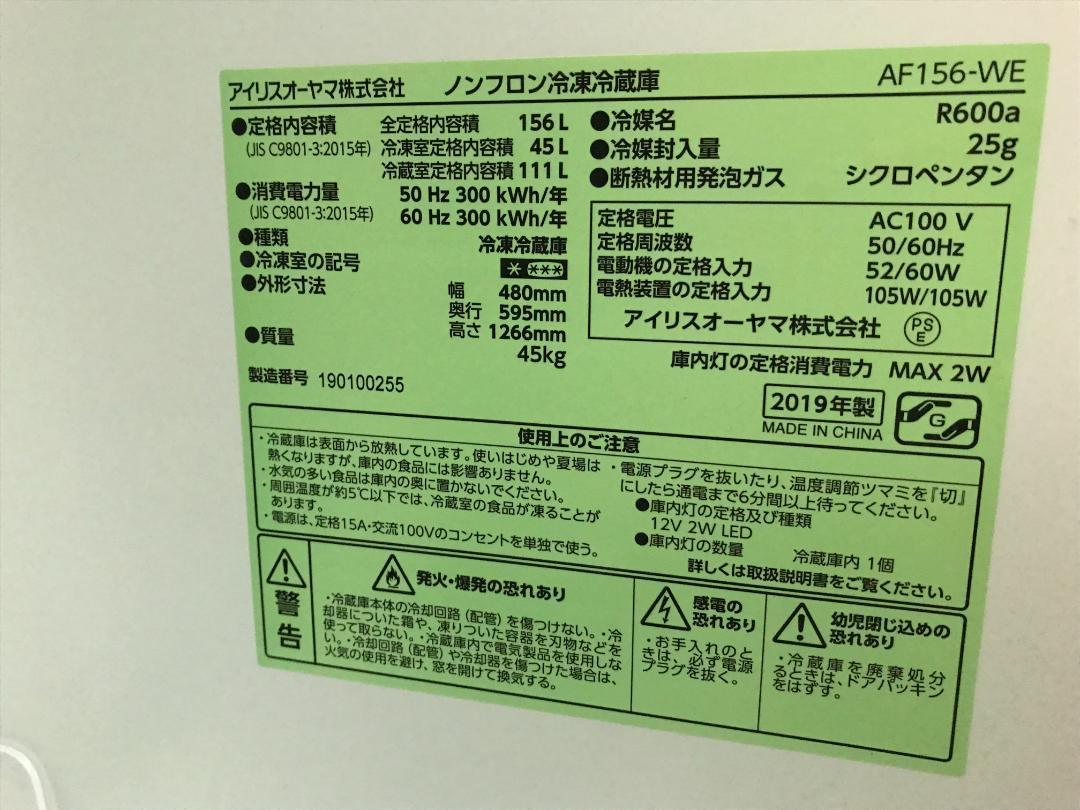 アイリスオーヤマ株式会社 ノンフロン冷凍冷蔵庫 AF156-WE
●定格内容積 全定格内容積 156 L
(JIS C9801-3:2015年) 冷凍室定格内容積 45 L
冷蔵室定格内容積 111 L
●消費電力量 50 Hz 300 kWh/年
(JIS C9801-3:2015年) 60 Hz 300 kWh/年
●種類 冷凍冷蔵庫
●冷凍室の記号 * ***
●外形寸法 幅 480mm
奥行 595mm
高さ 1266mm
●質量 45kg
製造番号 190100255
●冷媒名 R600a
●冷媒封入量 25g
●断熱材用発泡ガス シクロペンタン
定格電圧 AC100 V
定格周波数 50/60Hz
電動機の定格入力 52/60W
電熱装置の定格入力 105W/105W
アイリスオーヤマ株式会社 PSE
庫内灯の定格消費電力 MAX 2W
2019年製
MADE IN CHINA
G
使用上のご注意
・冷蔵庫は表面から放熱しています。使いはじめや夏場は
熱くなりますが、庫内の食品には影響ありません。
・水気の多い食品は庫内の奥に置かないでください。
・周囲温度が約5℃以下では、冷蔵室の食品が凍ることが
あります。
・電源は、定格15A・交流100Vのコンセントを単独で使う。
・電源プラグを抜いたり、温度調節ツマミを『切』
にしたら通電まで6分間以上待ってください。
●庫内灯の定格及び種類
12V 2W LED
●庫内灯の数量 冷蔵庫内 1個
詳しくは取扱説明書をご覧ください。
警告
発火・爆発の恐れあり
・冷蔵庫本体の冷却回路(配管)を傷つけない。・冷
却器についた霜や、凍りついた容器を刃物などを
使って取らない。・冷蔵庫内で電気製品を使用しな
い。・冷却回路(配管)や冷却器を傷つけた場合は、
火気の使用を避け、窓を開けて換気する。
感電の
恐れあり
・お手入れのと
きは、必ず電源
プラグを抜く。
幼児閉じ込めの
恐れあり
・冷蔵庫を廃棄処分
るときは、ドアパッキン
をはずす。